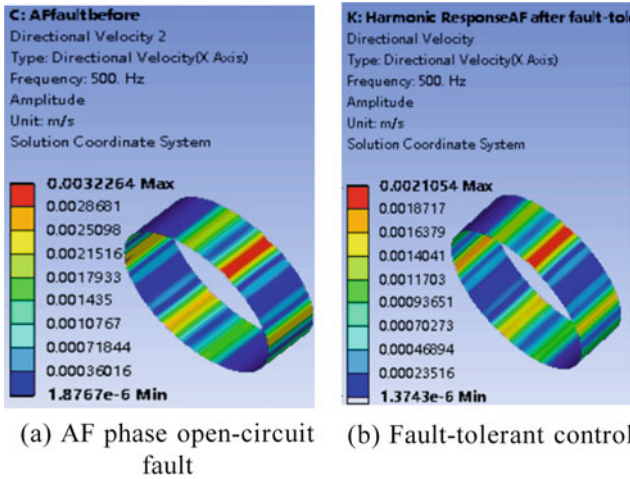 C: AFfaultbefore
Directional Velocity 2
Type: Directional Velocity(X Axis)
Frequency: 500. Hz
Amplitude
Unit: m/s
Solution Coordinate System
0.0032264 Max
0.0028681
0.0025098
0.0021516
0.0017933
0.001435
0.0010767
0.00071844
0.00036016
1.8767e-6 Min
(a) AF phase open-circuit
fault
K: Harmonic ResponseAF after fault-tole
Directional Velocity
Type: Directional Velocity(X Axis)
Frequency: 500. Hz
Amplitude
Unit: m/s
Solution Coordinate System
0.0021054 Max
0.0018717
0.0016379
0.0014041
0.0011703
0.00093651
0.00070273
0.00046894
0.00023516
1.3743e-6 Min
(b) Fault-tolerant control